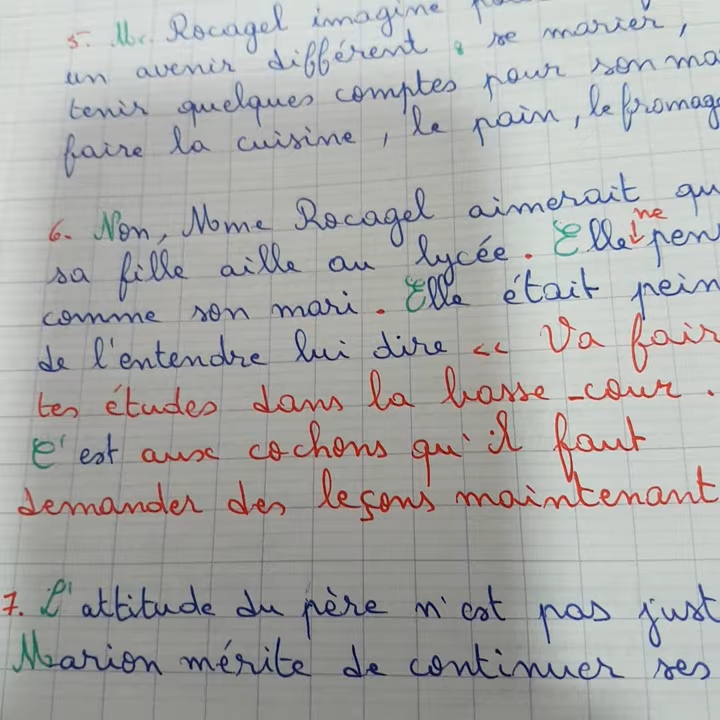 5. Mr. Rocagel imagine
un avenir différent : se marier,
tenir quelques comptes pour son ma
faire la cuisine, le pain, le fromag
6. Non, Mme Rocagel aimerait qu
sa fille aille au lycée. Elle ne pen
comme son mari. Elle était pein
de l'entendre lui dire << Va fair
tes études dans la basse-cour.
C'est aux cochons qu'il faut
demander des leçons maintenant
7. L'attitude du père n'est pas just
Marion mérite de continuer ses